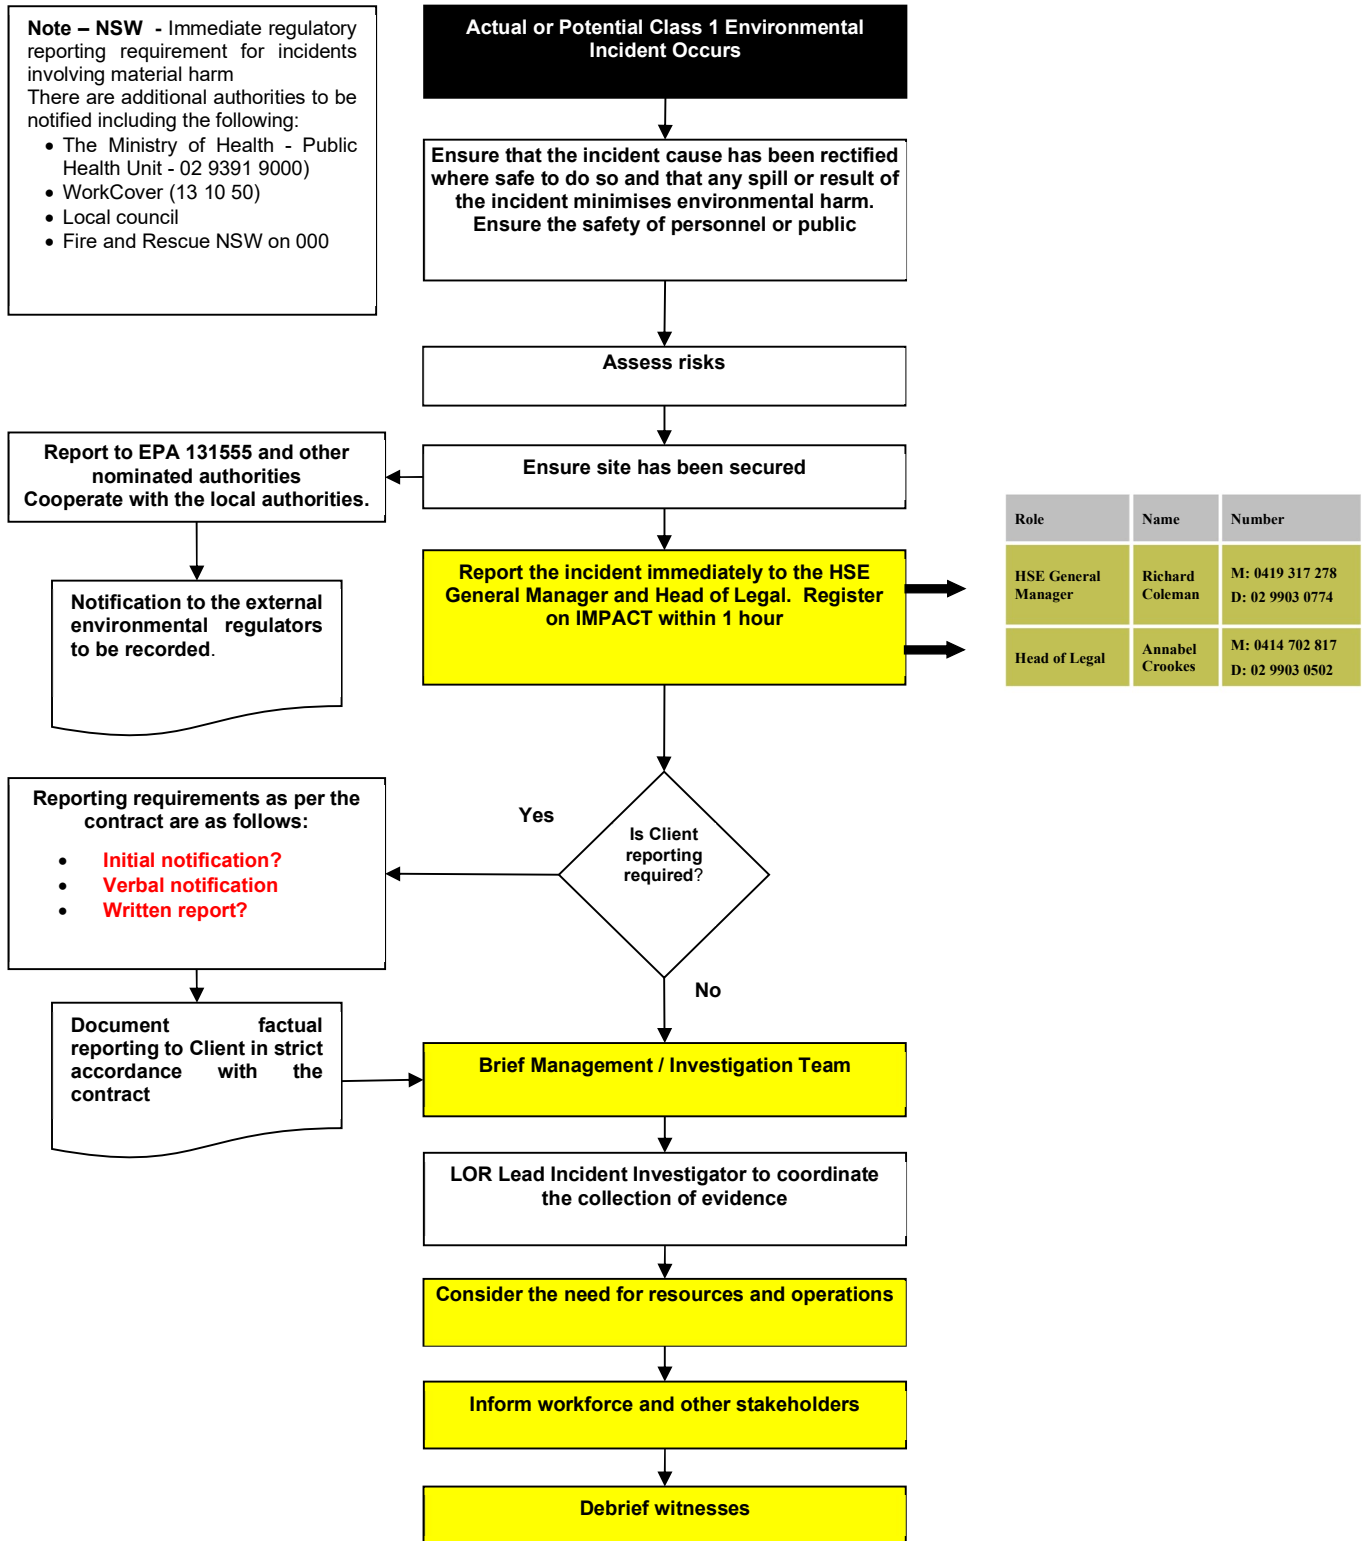 Note – NSW - Immediate regulatory
reporting requirement for incidents
involving material harm
There are additional authorities to be
notified including the following:
• The Ministry of Health - Public
Health Unit - 02 9391 9000)
• WorkCover (13 10 50)
• Local council
• Fire and Rescue NSW on 000
Actual or Potential Class 1 Environmental
Incident Occurs
Ensure that the incident cause has been rectified
where safe to do so and that any spill or result of
the incident minimises environmental harm.
Ensure the safety of personnel or public
Assess risks
Ensure site has been secured
Report to EPA 131555 and other
nominated authorities
Cooperate with the local authorities.
Notification to the external
environmental regulators
to be recorded.
Report the incident immediately to the HSE
General Manager and Head of Legal. Register
on IMPACT within 1 hour
Role Name Number
HSE General
Manager
Richard
Coleman
M: 0419 317 278
D: 02 9903 0774
Head of Legal
Annabel
Crookes
M: 0414 702 817
D: 02 9903 0502
Is Client
reporting
required?
Yes
No
Reporting requirements as per the
contract are as follows:
• Initial notification?
• Verbal notification
• Written report?
Document factual
reporting to Client in strict
accordance with the
contract
Brief Management / Investigation Team
LOR Lead Incident Investigator to coordinate
the collection of evidence
Consider the need for resources and operations
Inform workforce and other stakeholders
Debrief witnesses